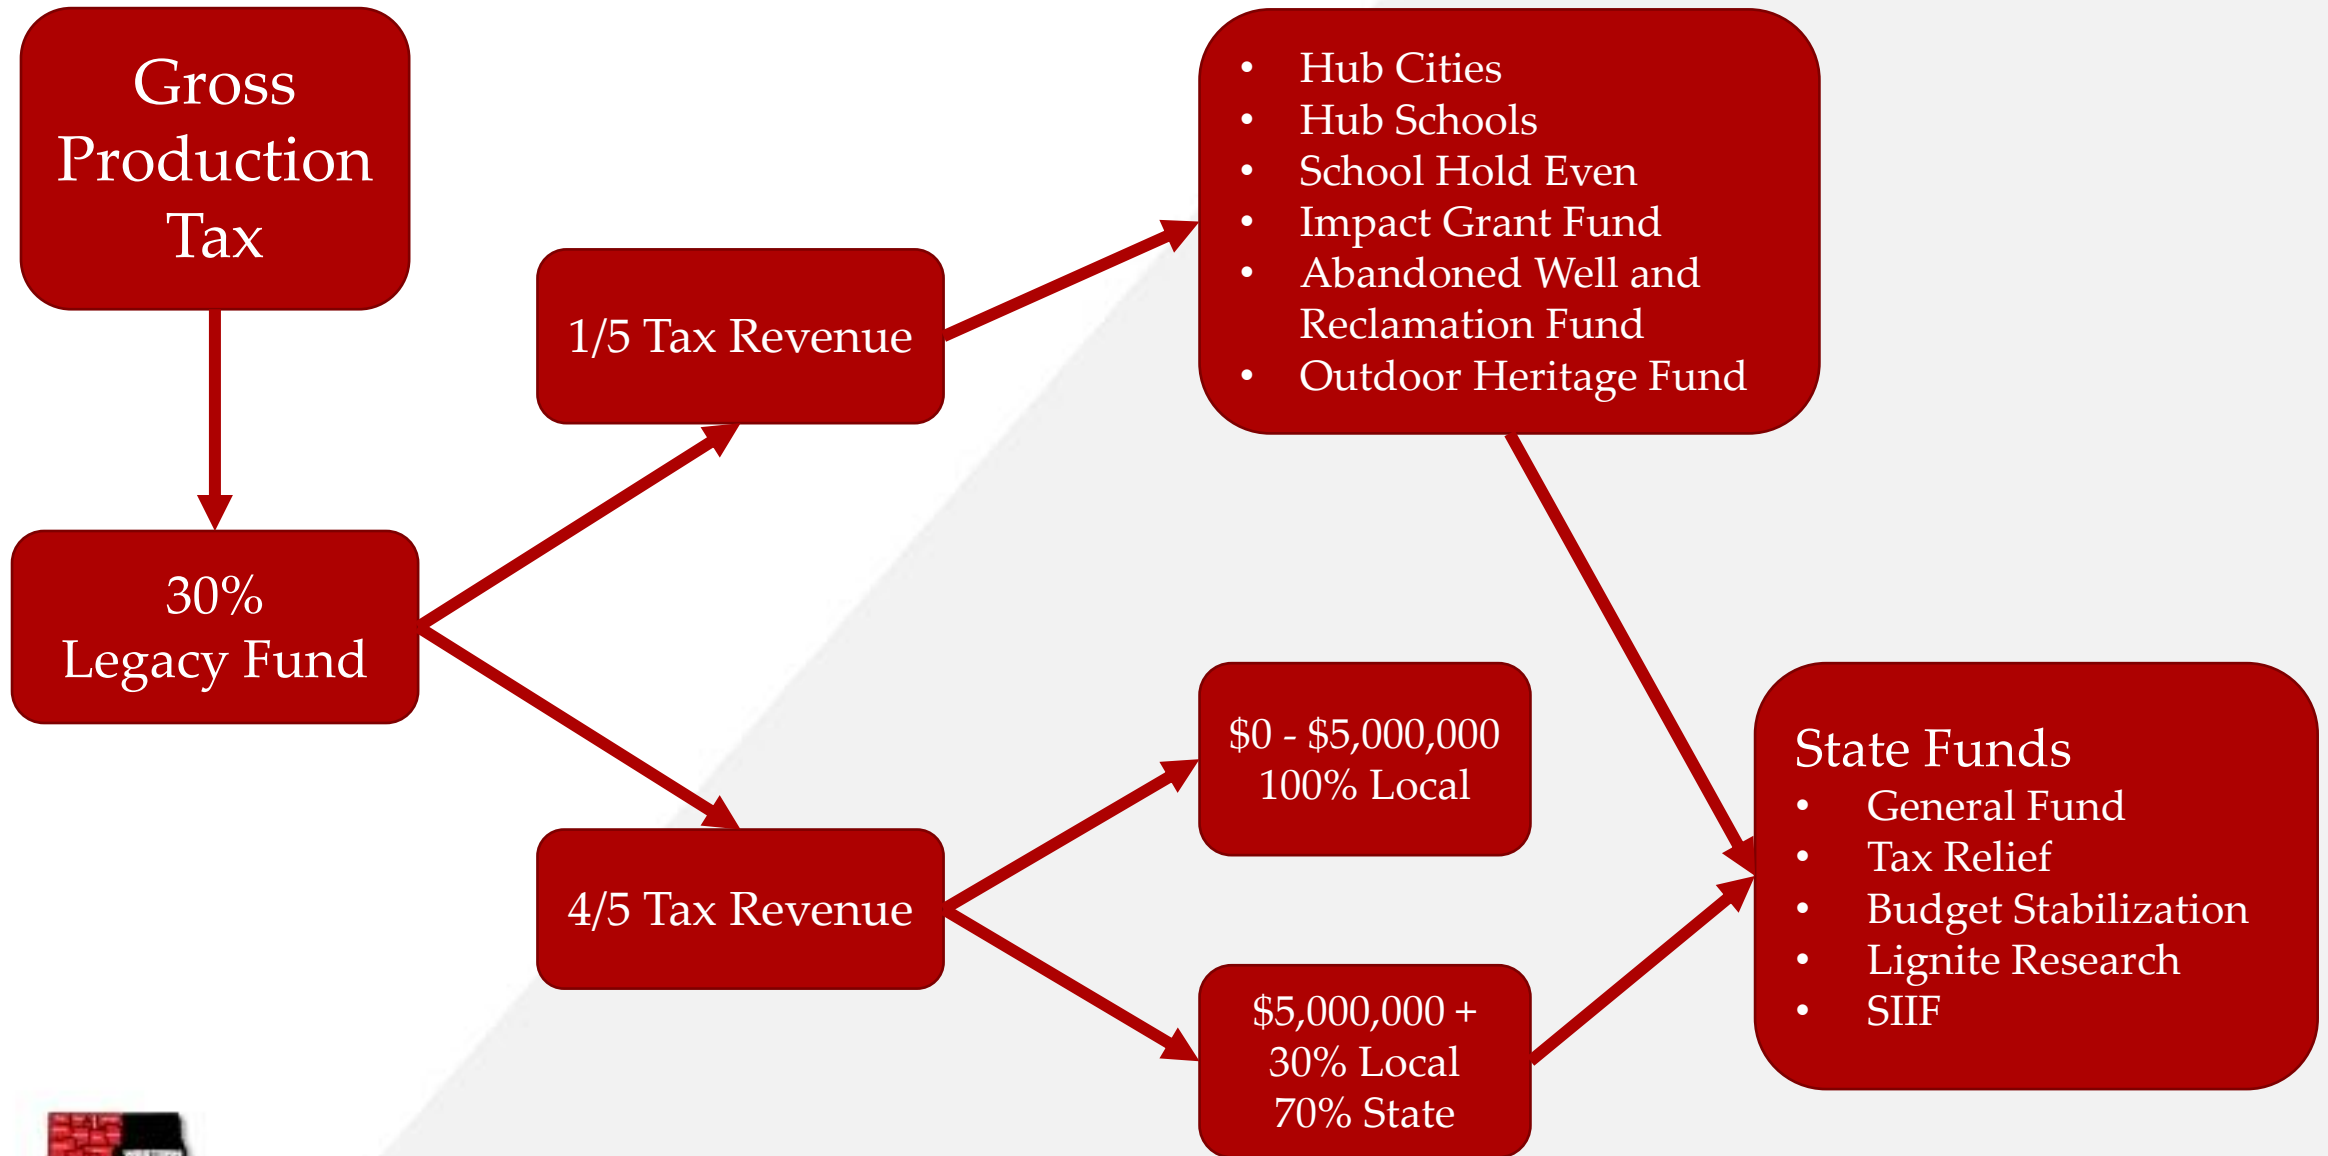 Gross
Production
Tax
30%
Legacy Fund
1/5 Tax Revenue
4/5 Tax Revenue
• Hub Cities
• Hub Schools
• School Hold Even
• Impact Grant Fund
• Abandoned Well and
Reclamation Fund
• Outdoor Heritage Fund
$0 - $5,000,000
100% Local
$5,000,000 +
30% Local
70% State
State Funds
• General Fund
• Tax Relief
• Budget Stabilization
• Lignite Research
• SIIF